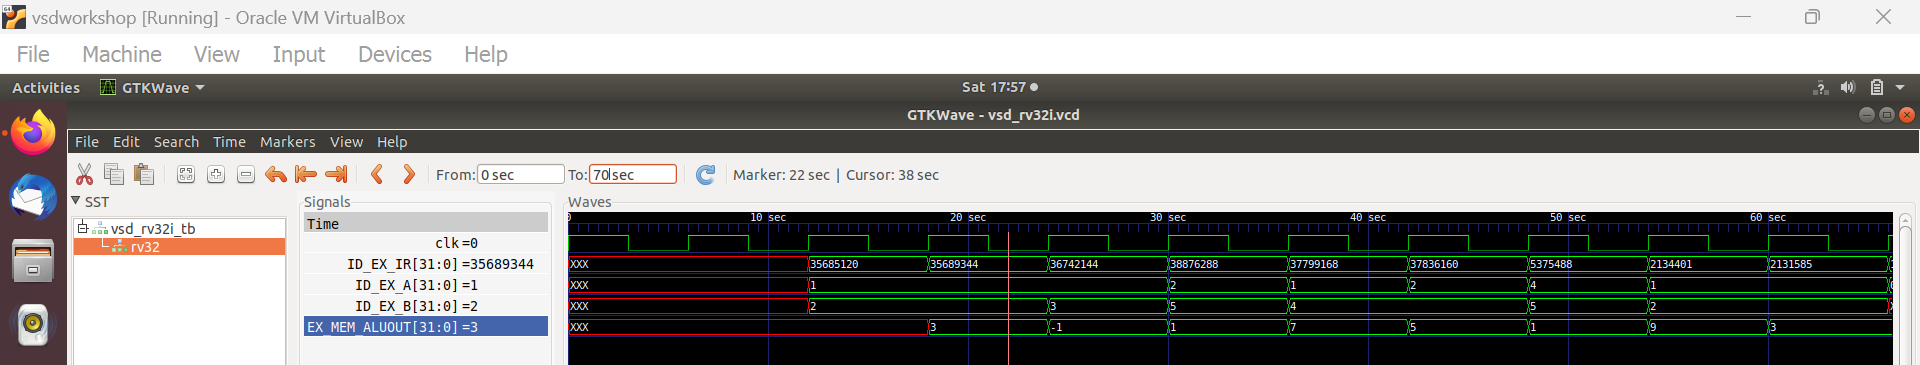 vsdworkshop [Running] - Oracle VM VirtualBox
File Machine View Input Devices Help
Activities GTKWave Sat 17:57
GTKWave - vsd_rv32i.vcd
File Edit Search Time Markers View Help
From: 0 sec To: 70 sec Marker: 22 sec | Cursor: 38 sec
SST Signals Waves
Time 0 10 sec 20 sec 30 sec 40 sec 50 sec 60 sec
vsd_rv32i_tb
rv32
clk=0
ID_EX_IR[31:0]=35689344 XXX 35685120 35689344 36742144 38876288 37799168 37836160 5375488 2134401 2131585
ID_EX_A[31:0]=1 XXX 1 2 1 2 4 1
ID_EX_B[31:0]=2 XXX 2 3 5 4 5 2
EX_MEM_ALUOUT[31:0]=3 XXX 3 -1 1 7 5 1 9 3